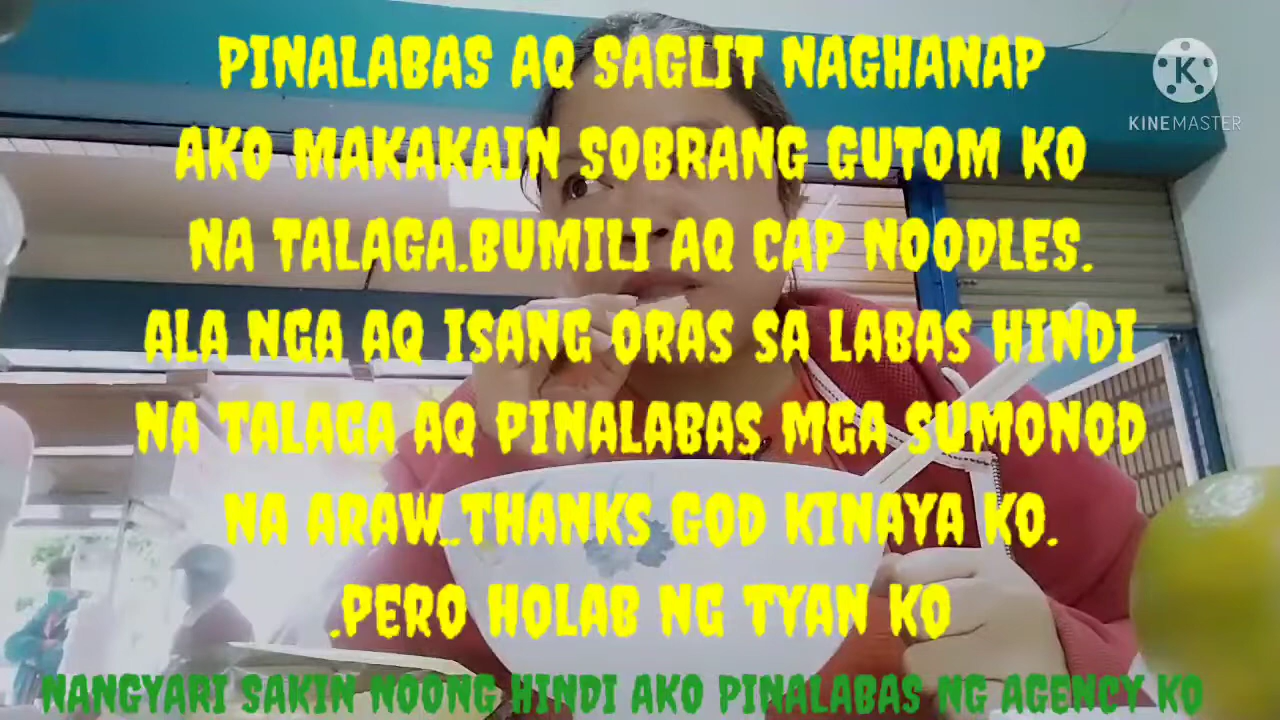 PINALABAS AQ SAGLIT NAGHANAP
AKO MAKAKAIN SOBRANG GUTOM KO
NA TALAGA.BUMILI AQ CAP NOODLES.
ALA NGA AQ ISANG ORAS SA LABAS HINDI
NA TALAGA AQ PINALABAS MGA SUMONOD
NA ARAW..THANKS GOD KINAYA KO.
.PERO HOLAB NG TYAN KO
NANGYARI SAKIN NOONG HINDI AKO PINALABAS NG AGENCY KO
K
KINEMASTER